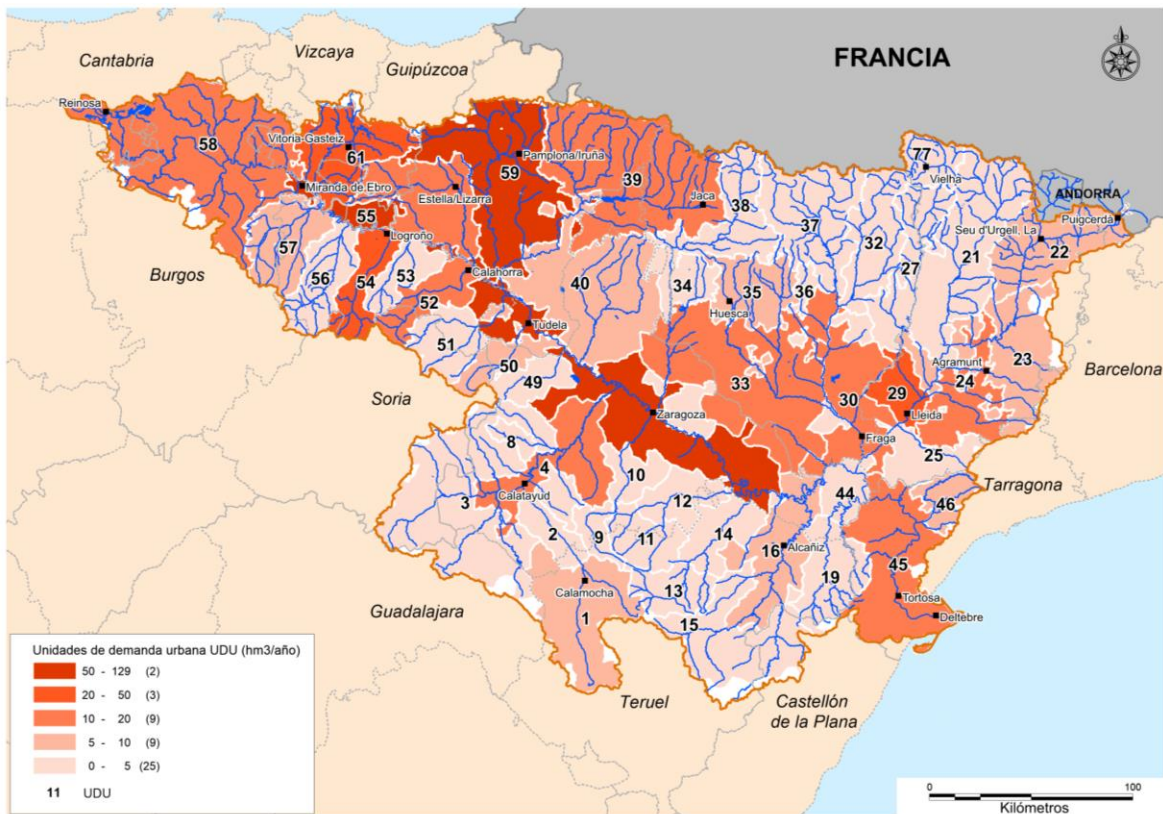 Cantabria
Vizcaya
Guipúzcoa
FRANCIA
Reinosa
58
Vitoria-Gasteiz
61
Pamplona/Iruña
59
39
77
Vielha
ANDORRA
Miranda de Ebro
Estella/Lizarra
Jaca
38
37
Puigcerda
Seu d'Urgell, La
22
55
Logroño
32
27
21
57
56
54
53
Calahorra
Burgos
52
40
34
35
36
Huesca
Tudela
51
50
49
Agramunt
23
24
Barcelona
33
30
29
Soria
Zaragoza
Lleida
Fraga
25
8
4
10
Calatayud
3
12
44
46
Tarragona
2
9
11
14
16
Alcañiz
45
Calamocha
13
19
Tortosa
Guadalajara
1
15
Deltebre
Teruel
Castellón
de la Plana
Unidades de demanda urbana UDU (hm3/año)
50 - 129 (2)
20 - 50 (3)
10 - 20 (9)
5 - 10 (9)
0 - 5 (25)
11 UDU
0 100
Kilómetros